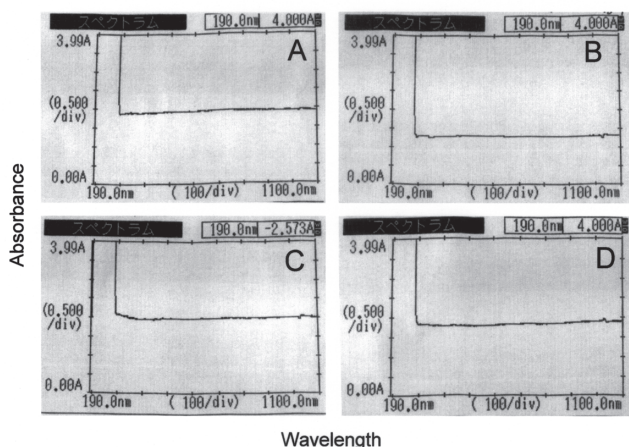 スペクトラム 190.0nm 4.000A
3.99A
A
(0.500
/div)
0.00A
190.0nm (100/div) 1100.0nm
スペクトラム 190.0nm 4.000A
3.99A
B
(0.500
/div)
0.00A
190.0nm (100/div) 1100.0nm
スペクトラム 190.0nm -2.573A
3.99A
C
(0.500
/div)
0.00A
190.0nm (100/div) 1100.0nm
スペクトラム 190.0nm 4.000A
3.99A
D
(0.500
/div)
0.00A
190.0nm (100/div) 1100.0nm
Absorbance
Wavelength